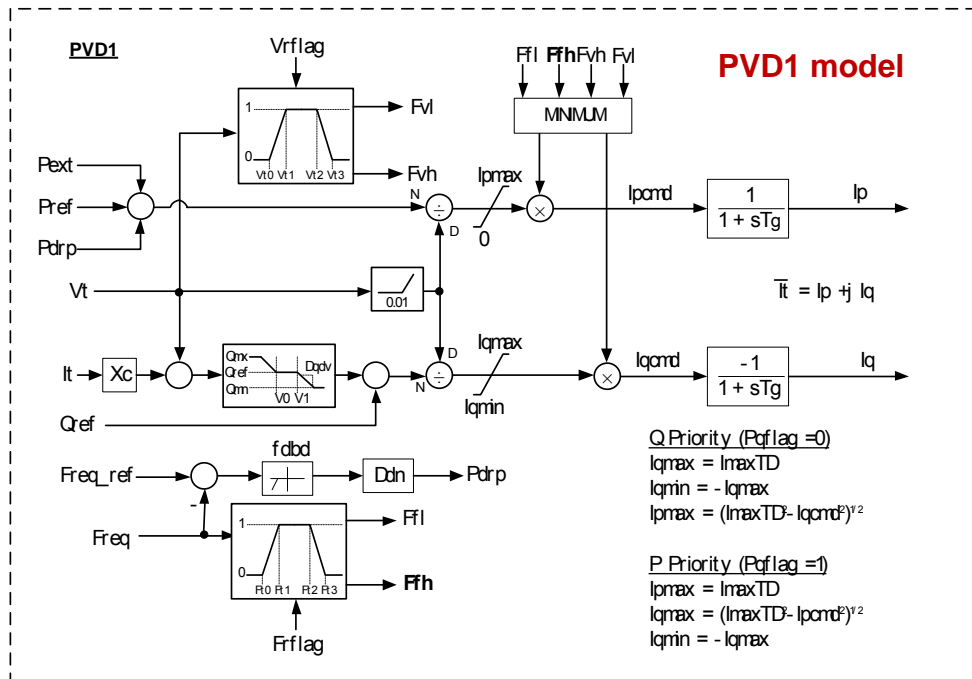 PVD1
Vrflag
Ffl Ffh Fvh Fvl
PVD1 model
MINIMUM
1
0
Vt0 Vt1 Vt2 Vt3
Fvl
Fvh
Pext
Pref
Pdrp
N
÷
D
Ipmax
0
×
Ipcmd
1
1 + sTg
Ip
Vt
0.01
It = Ip + j Iq
It
Xc
Qmx
Qref
Qmn
Dqdv
V0 V1
N
÷
D
Iqmax
Iqmin
×
Iqcmd
-1
1 + sTg
Iq
Qref
fdbd
Freq_ref
Ddn
Pdrp
-
Freq
1
0
Rt0 Rt1 Rt2 Rt3
Ffl
Ffh
Frflag
Q Priority (Pqflag =0)
Iqmax = ImaxTD
Iqmin = - Iqmax
Ipmax = (ImaxTD²- Iqcmd²)¹/²
P Priority (Pqflag =1)
Ipmax = ImaxTD
Iqmax = (ImaxTD²- Ipcmd²)¹/²
Iqmin = - Iqmax